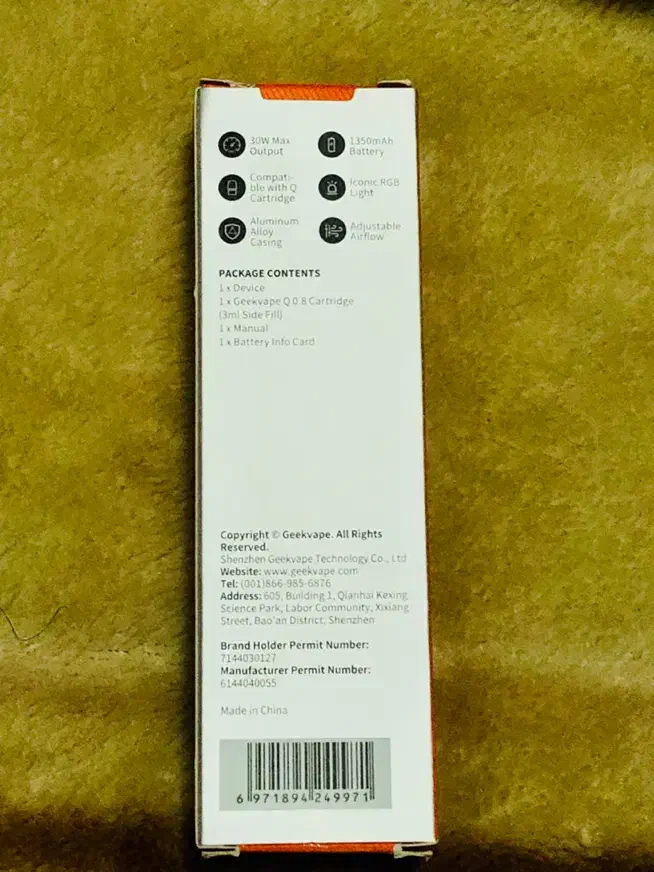 30W Max
Output
1350mAh
Battery
Compati-
ble with Q
Cartridge
Iconic RGB
Light
Aluminum
Alloy
Casing
Adjustable
Airflow
PACKAGE CONTENTS
1 x Device
1 x Geekvape Q 0.8 Cartridge
(3ml Side Fill)
1 x Manual
1 x Battery Info Card
Copyright © Geekvape. All Rights
Reserved.
Shenzhen Geekvape Technology Co., Ltd
Website: www.geekvape.com
Tel: (001)866-985-6876
Address: 605, Building 1, Qianhai Kexing
Science Park, Labor Community, Xixiang
Street, Bao'an District, Shenzhen
Brand Holder Permit Number:
7144030127
Manufacturer Permit Number:
6144040055
Made in China
6 971894 249971